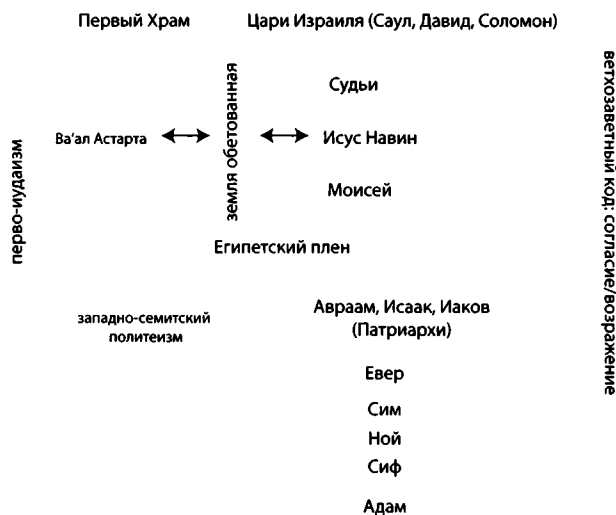 Первый Храм
Цари Израиля (Саул, Давид, Соломон)
Судьи
земля обетованная
Ва'ал Астарта
Исус Навин
Моисей
перво-иудаизм
ветхозаветный код: согласие/возражение
Египетский плен
западно-семитский
политеизм
Авраам, Исаак, Иаков
(Патриархи)
Евер
Сим
Ной
Сиф
Адам